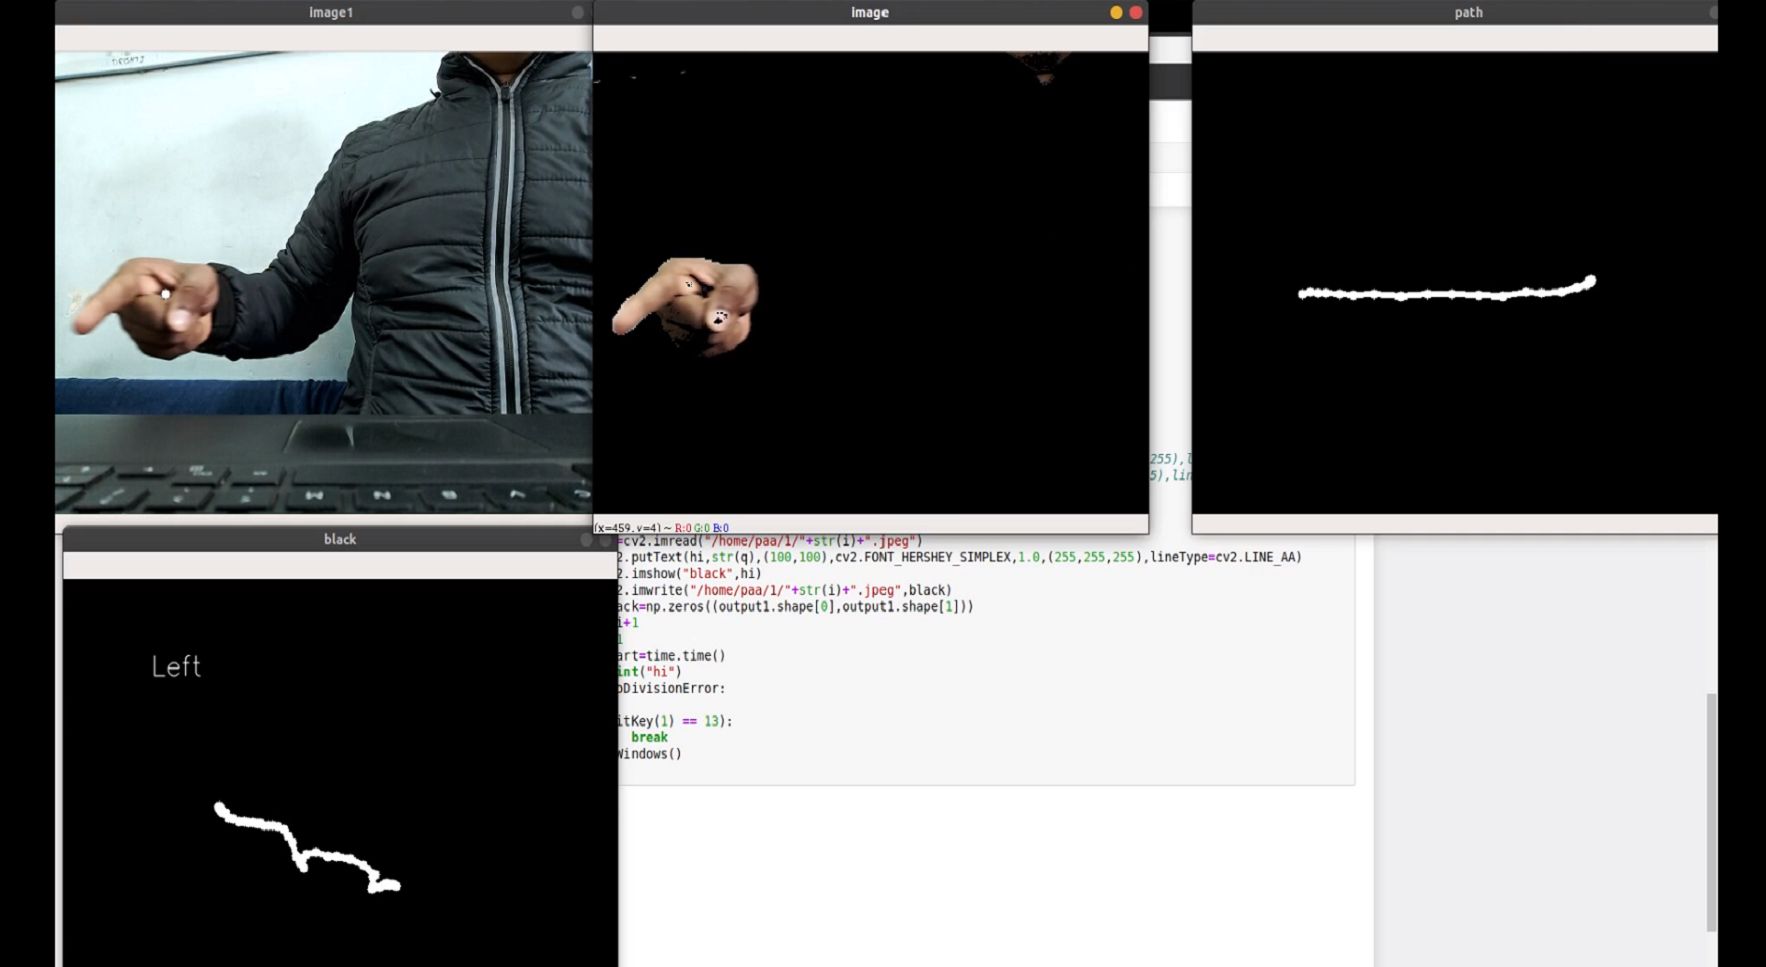 image1
image
path
255),l
5),lin
(x=459, y=4) ~ R:0 G:0 B:0
=cv2.imread("/home/paa/1/"+str(i)+".jpeg")
2.putText(hi,str(q),(100,100),cv2.FONT_HERSHEY_SIMPLEX,1.0,(255,255,255),lineType=cv2.LINE_AA)
2.imshow("black",hi)
2.imwrite("/home/paa/1/"+str(i)+".jpeg",black)
ack=np.zeros((output1.shape[0],output1.shape[1]))
i+1
1
art=time.time()
int("hi")
oDivisionError:
itKey(1) == 13):
break
Windows()
black
Left